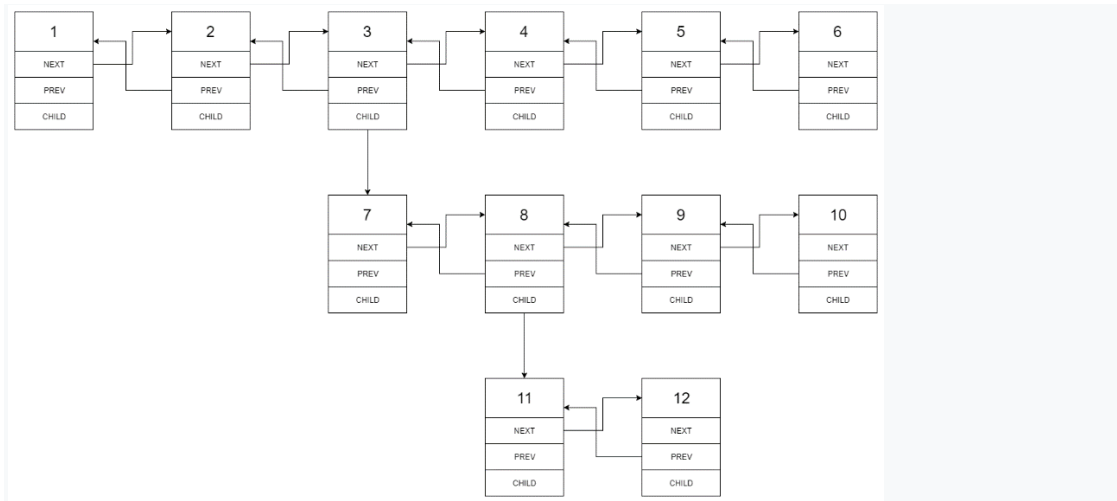 1 2 3 4 5 6
NEXT NEXT NEXT NEXT NEXT NEXT
PREV PREV PREV PREV PREV PREV
CHILD CHILD CHILD CHILD CHILD CHILD
7 8 9 10
NEXT NEXT NEXT NEXT
PREV PREV PREV PREV
CHILD CHILD CHILD CHILD
11 12
NEXT NEXT
PREV PREV
CHILD CHILD